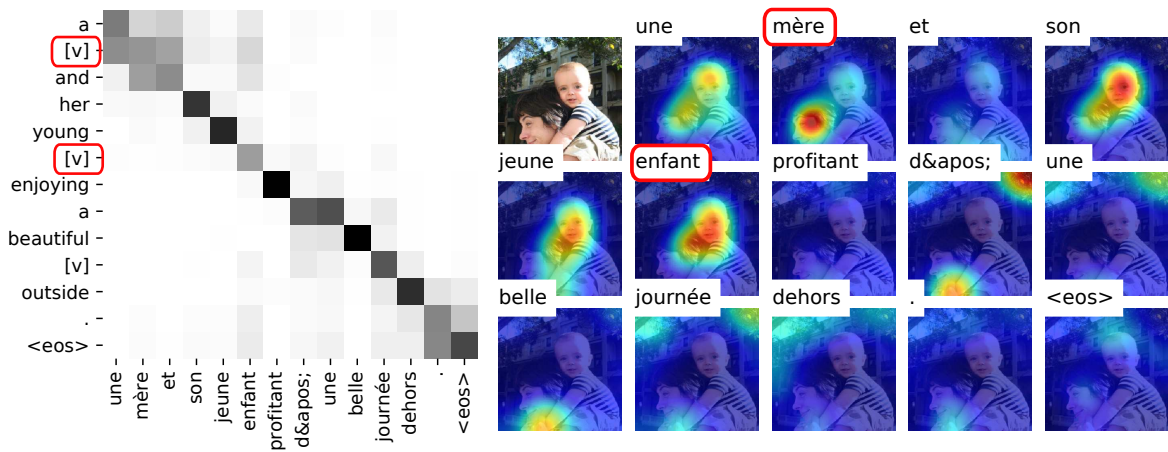 a
[v]
and
her
young
[v]
enjoying
a
beautiful
[v]
outside
.
<eos>
une
mère
et
son
jeune
enfant
profitant
d&apos;
une
belle
journée
dehors
.
<eos>
une mère et son
jeune enfant profitant d&apos; une
belle journée dehors . <eos>